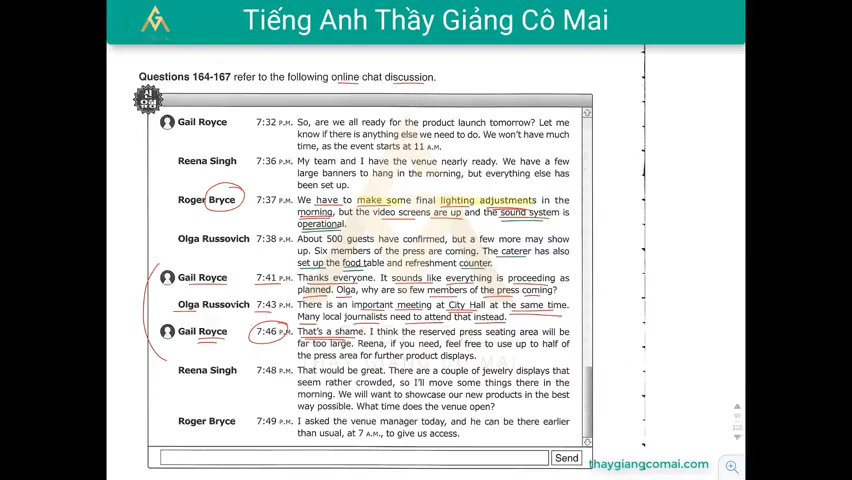 Tiếng Anh Thầy Giảng Cô Mai
Questions 164-167 refer to the following online chat discussion.
Gail Royce 7:32 P.M. So, are we all ready for the product launch tomorrow? Let me
know if there is anything else we need to do. We won't have much
time, as the event starts at 11 A.M.
Reena Singh 7:36 P.M. My team and I have the venue nearly ready. We have a few
large banners to hang in the morning, but everything else has
been set up.
Roger Bryce 7:37 P.M. We have to make some final lighting adjustments in the
morning, but the video screens are up and the sound system is
operational.
Olga Russovich 7:38 P.M. About 500 guests have confirmed, but a few more may show
up. Six members of the press are coming. The caterer has also
set up the food table and refreshment counter.
Gail Royce 7:41 P.M. Thanks everyone. It sounds like everything is proceeding as
planned. Olga, why are so few members of the press coming?
Olga Russovich 7:43 P.M. There is an important meeting at City Hall at the same time.
Many local journalists need to attend that instead.
Gail Royce 7:46 P.M. That's a shame. I think the reserved press seating area will be
far too large. Reena, if you need, feel free to use up to half of
the press area for further product displays.
Reena Singh 7:48 P.M. That would be great. There are a couple of jewelry displays that
seem rather crowded, so I'll move some things there in the
morning. We will want to showcase our new products in the best
way possible. What time does the venue open?
Roger Bryce 7:49 P.M. I asked the venue manager today, and he can be there earlier
than usual, at 7 A.M., to give us access.
Send
thaygiangcomai.com